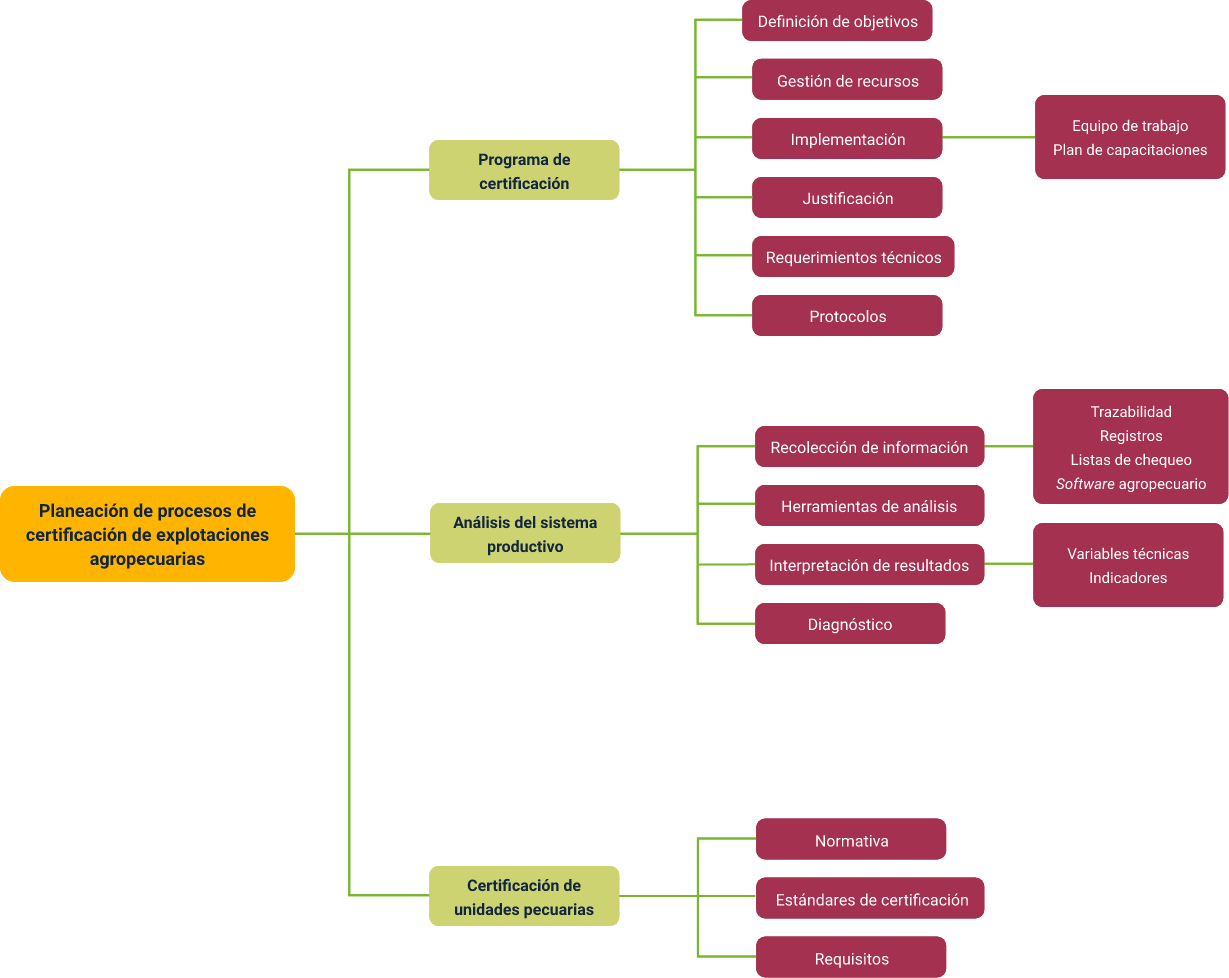 Planeación de procesos de
certificación de explotaciones
agropecuarias
Programa de
certificación
Definición de objetivos
Gestión de recursos
Implementación
Equipo de trabajo
Plan de capacitaciones
Justificación
Requerimientos técnicos
Protocolos
Análisis del sistema
productivo
Recolección de información
Trazabilidad
Registros
Listas de chequeo
Software agropecuario
Herramientas de análisis
Interpretación de resultados
Variables técnicas
Indicadores
Diagnóstico
Certificación de
unidades pecuarias
Normativa
Estándares de certificación
Requisitos